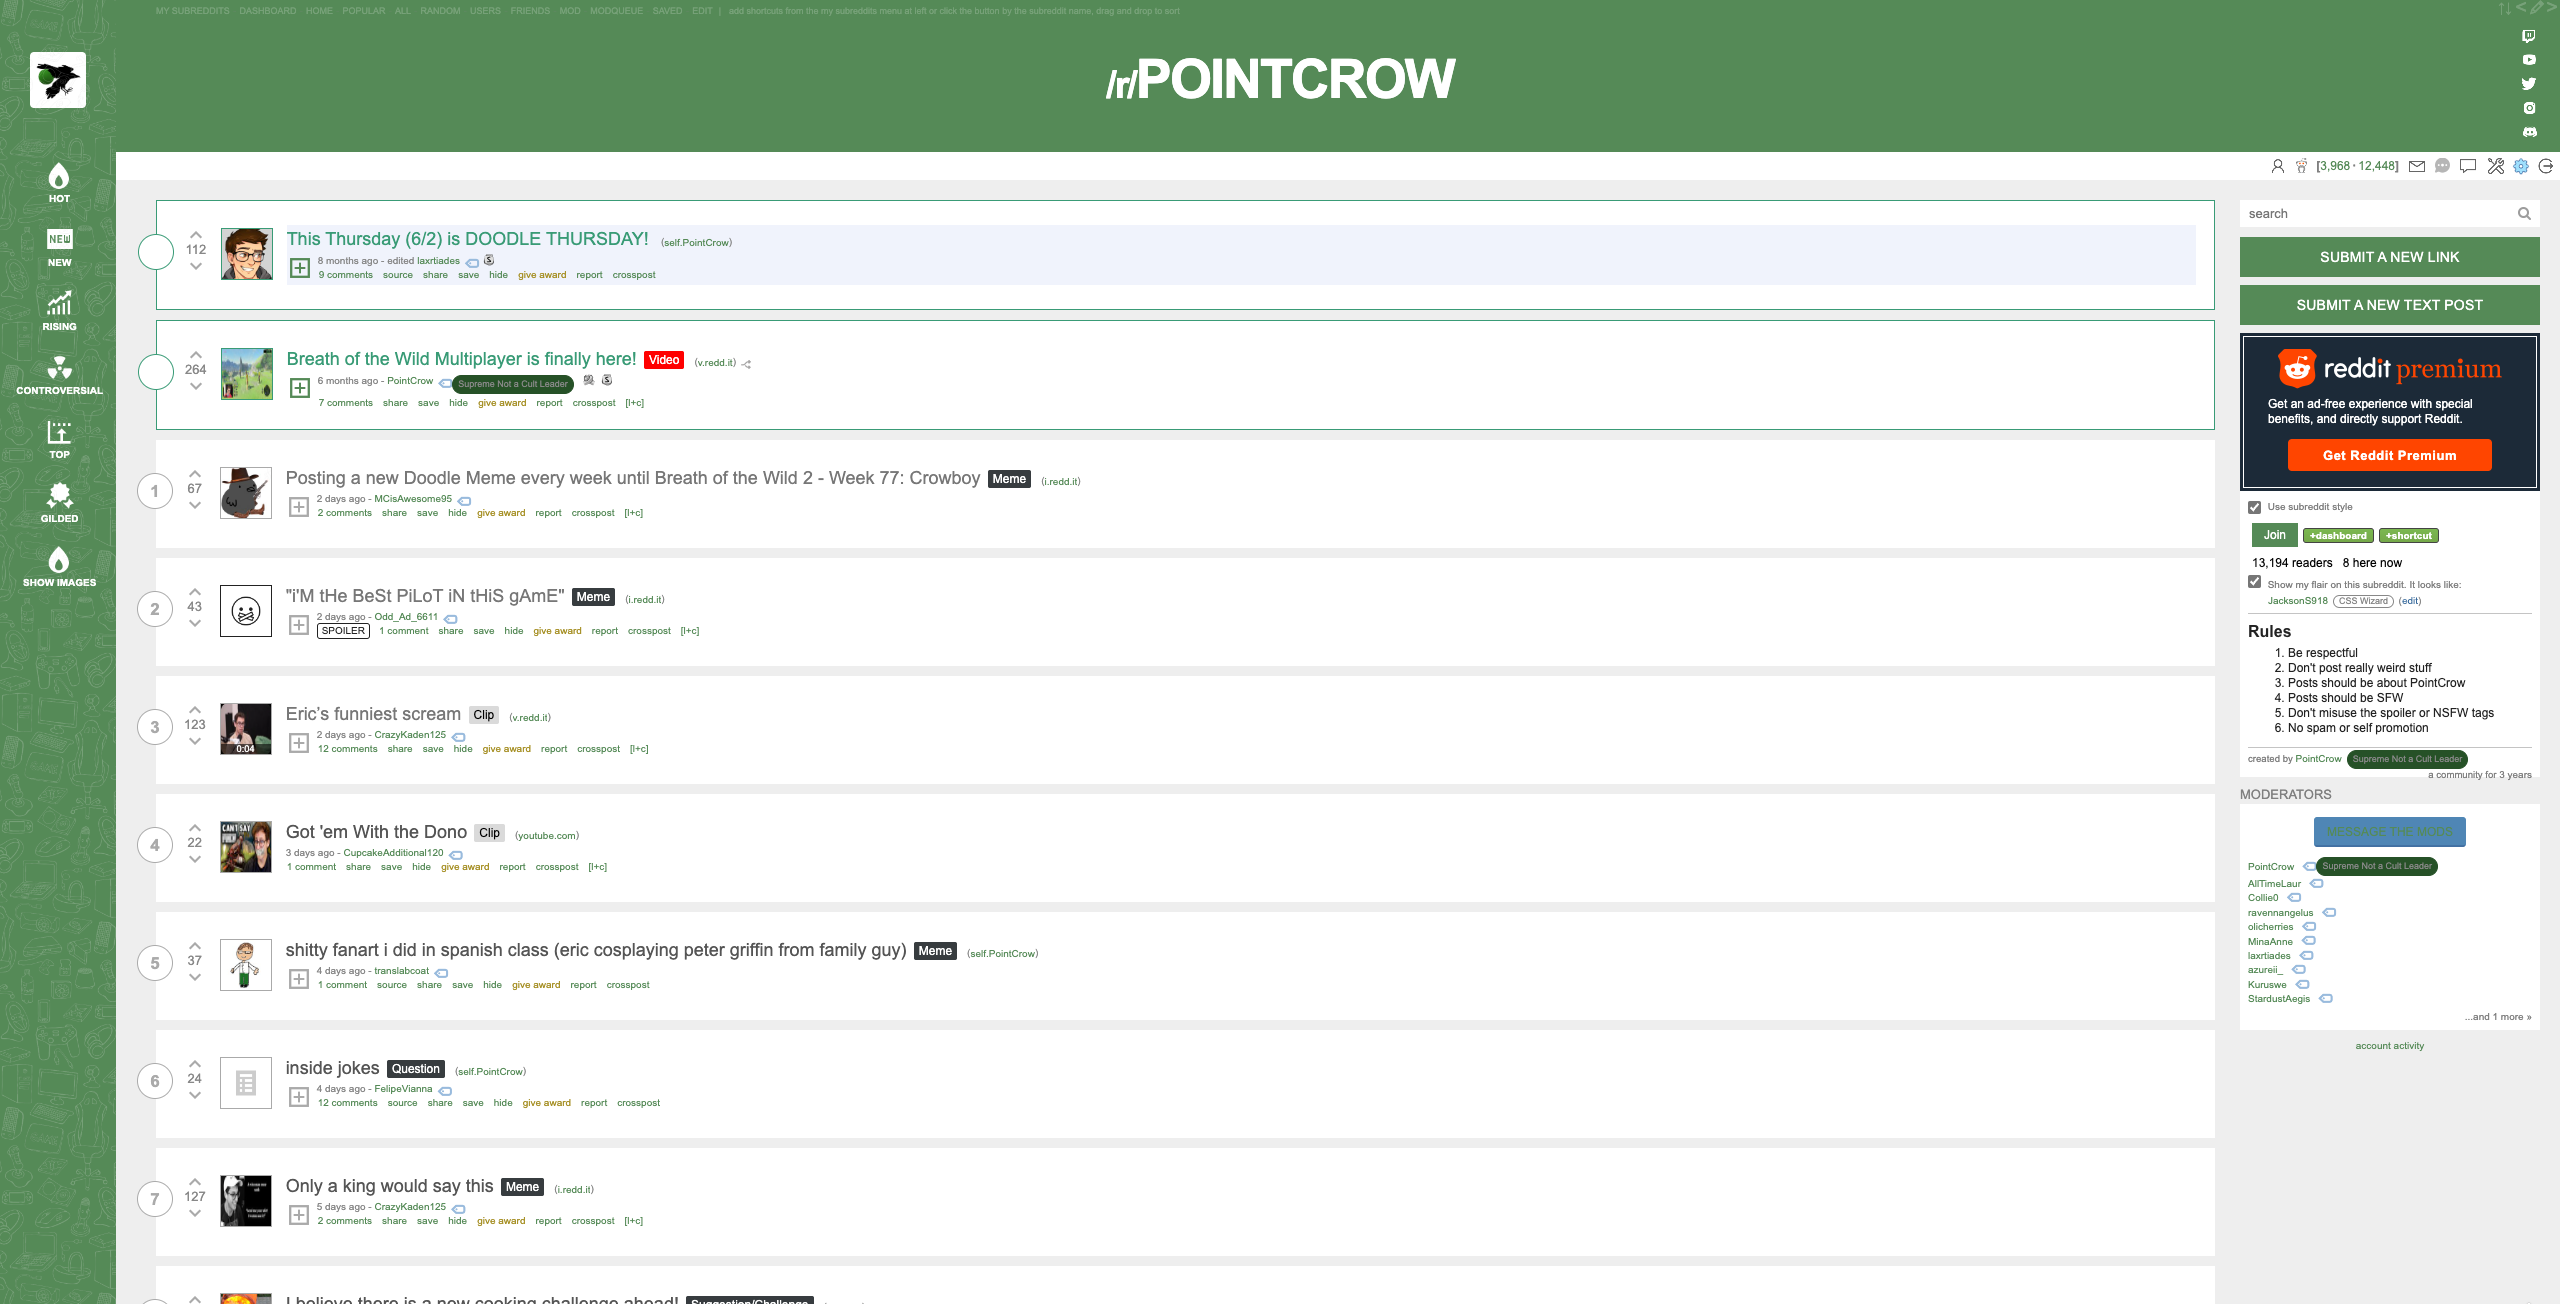 MY SUBREDDITS DASHBOARD HOME POPULAR ALL RANDOM USERS FRIENDS MOD MODQUEUE SAVED EDIT | add shortcuts from the my subreddits menu at left or click the button by the subreddit name, drag and drop to sort
/r/POINTCROW
[3,968 · 12,448]
HOT
NEW
NEW
RISING
CONTROVERSIAL
TOP
GILDED
SHOW IMAGES
112
This Thursday (6/2) is DOODLE THURSDAY! (self.PointCrow)
8 months ago - edited laxrtiades
9 comments source share save hide give award report crosspost
264
Breath of the Wild Multiplayer is finally here! Video (v.redd.it)
6 months ago - PointCrow Supreme Not a Cult Leader
7 comments share save hide give award report crosspost [l+c]
1
67
Posting a new Doodle Meme every week until Breath of the Wild 2 - Week 77: Crowboy Meme (i.redd.it)
2 days ago - MCisAwesome95
2 comments share save hide give award report crosspost [l+c]
2
43
"i'M tHe BeSt PiLoT iN tHiS gAmE" Meme (i.redd.it)
2 days ago - Odd_Ad_6611
SPOILER 1 comment share save hide give award report crosspost [l+c]
3
123
0:04
Eric's funniest scream Clip (v.redd.it)
2 days ago - CrazyKaden125
12 comments share save hide give award report crosspost [l+c]
4
22
CAN'T SAY
Got 'em With the Dono Clip (youtube.com)
3 days ago - CupcakeAdditional120
1 comment share save hide give award report crosspost [l+c]
5
37
shitty fanart i did in spanish class (eric cosplaying peter griffin from family guy) Meme (self.PointCrow)
4 days ago - translabcoat
1 comment source share save hide give award report crosspost
6
24
inside jokes Question (self.PointCrow)
4 days ago - FelipeVianna
12 comments source share save hide give award report crosspost
7
127
Only a king would say this Meme (i.redd.it)
5 days ago - CrazyKaden125
2 comments share save hide give award report crosspost [l+c]
I believe there is a new cooking challenge ahead! Suggestion/Challenge
search
SUBMIT A NEW LINK
SUBMIT A NEW TEXT POST
reddit premium
Get an ad-free experience with special
benefits, and directly support Reddit.
Get Reddit Premium
Use subreddit style
Join +dashboard +shortcut
13,194 readers 8 here now
Show my flair on this subreddit. It looks like:
JacksonS918 CSS Wizard (edit)
Rules
1. Be respectful
2. Don't post really weird stuff
3. Posts should be about PointCrow
4. Posts should be SFW
5. Don't misuse the spoiler or NSFW tags
6. No spam or self promotion
created by PointCrow Supreme Not a Cult Leader
a community for 3 years
MODERATORS
MESSAGE THE MODS
PointCrow Supreme Not a Cult Leader
AllTimeLaur
Collie0
ravennangelus
olicherries
MinaAnne
laxrtiades
azureii_
Kuruswe
StardustAegis
...and 1 more »
account activity